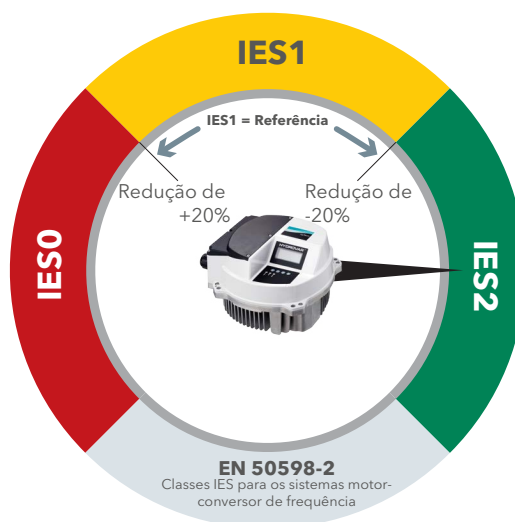 IES1
IES1 = Referência
Redução de
+20%
Redução de
-20%
IES0
IES2
HYDROVAR
EN 50598-2
Classes IES para os sistemas motor-
conversor de frequência